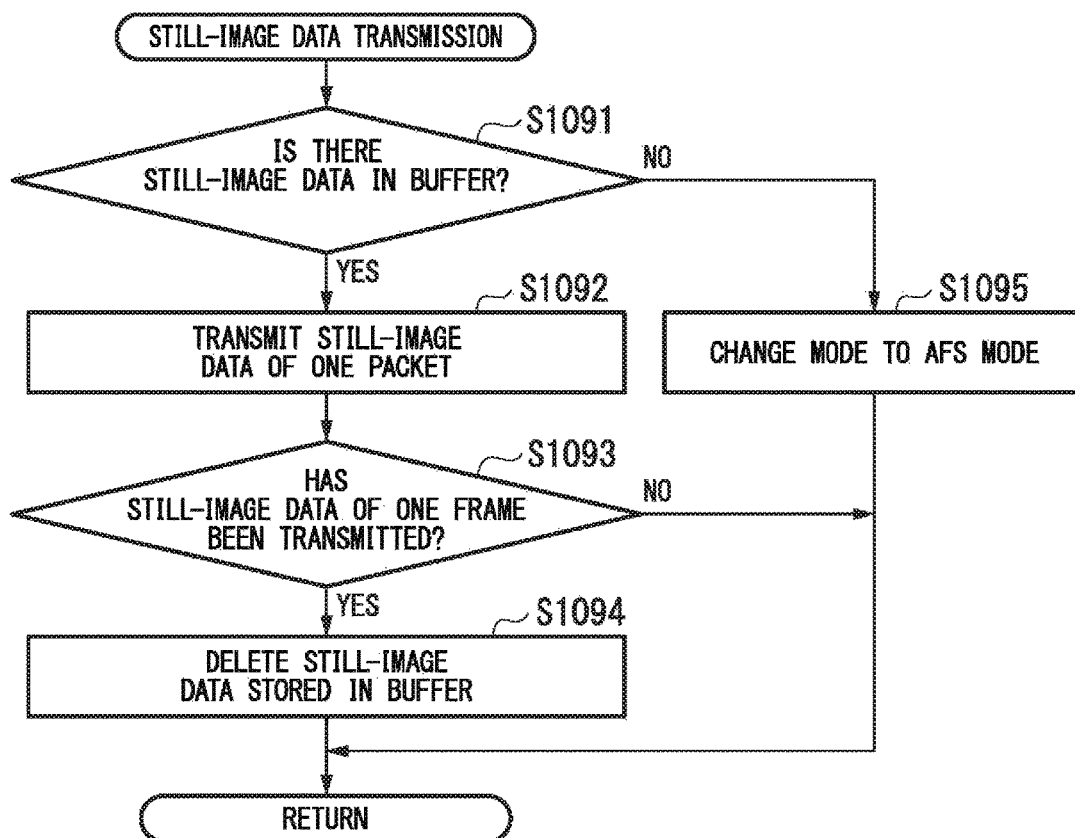 STILL-IMAGE DATA TRANSMISSION
S1091
IS THERE
STILL-IMAGE DATA IN BUFFER?
NO
YES
S1092
S1095
TRANSMIT STILL-IMAGE
DATA OF ONE PACKET
CHANGE MODE TO AFS MODE
S1093
HAS
STILL-IMAGE DATA OF ONE FRAME
BEEN TRANSMITTED?
NO
YES
S1094
DELETE STILL-IMAGE
DATA STORED IN BUFFER
RETURN